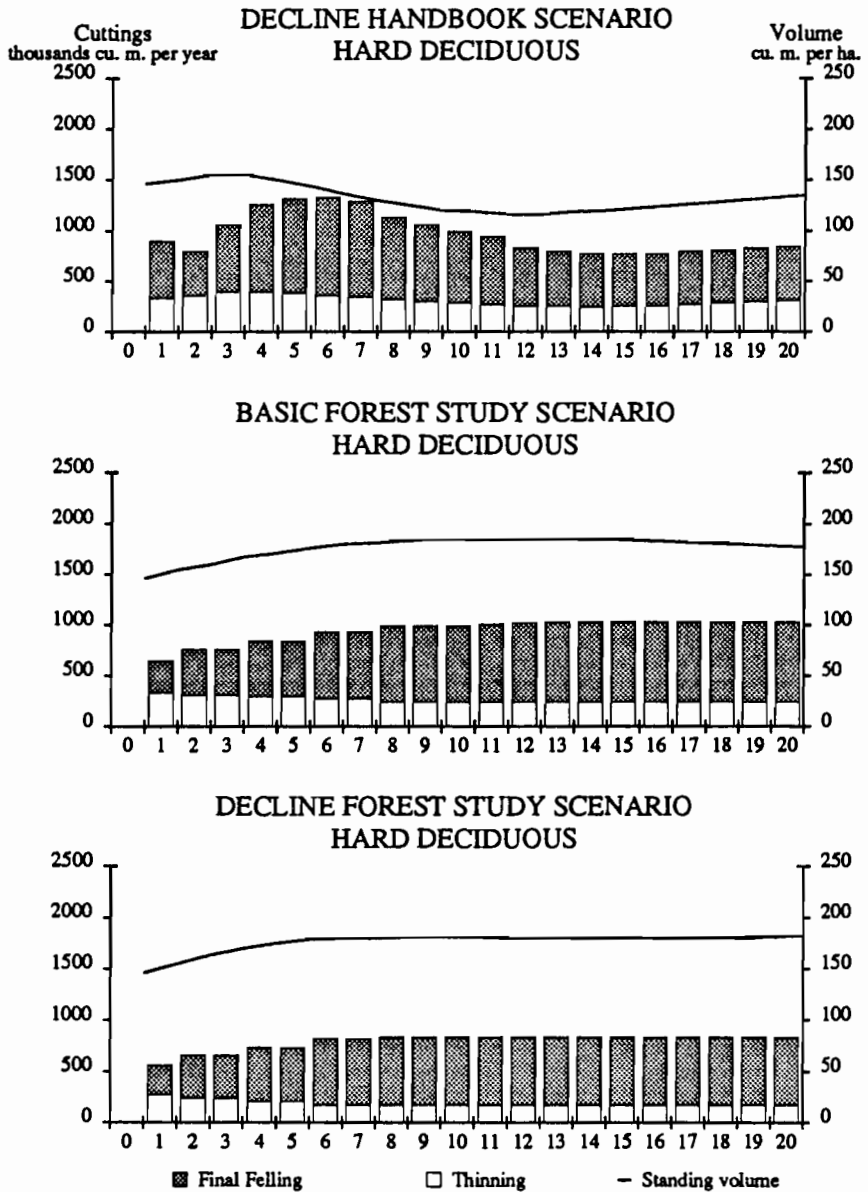 DECLINE HANDBOOK SCENARIO
HARD DECIDUOUS
Cuttings
thousands cu. m. per year
Volume
cu. m. per ha.
2500 250
2000 200
1500 150
1000 100
500 50
0 0
0 1 2 3 4 5 6 7 8 9 10 11 12 13 14 15 16 17 18 19 20
BASIC FOREST STUDY SCENARIO
HARD DECIDUOUS
2500 250
2000 200
1500 150
1000 100
500 50
0 0
0 1 2 3 4 5 6 7 8 9 10 11 12 13 14 15 16 17 18 19 20
DECLINE FOREST STUDY SCENARIO
HARD DECIDUOUS
2500 250
2000 200
1500 150
1000 100
500 50
0 0
0 1 2 3 4 5 6 7 8 9 10 11 12 13 14 15 16 17 18 19 20
Final Felling Thinning Standing volume